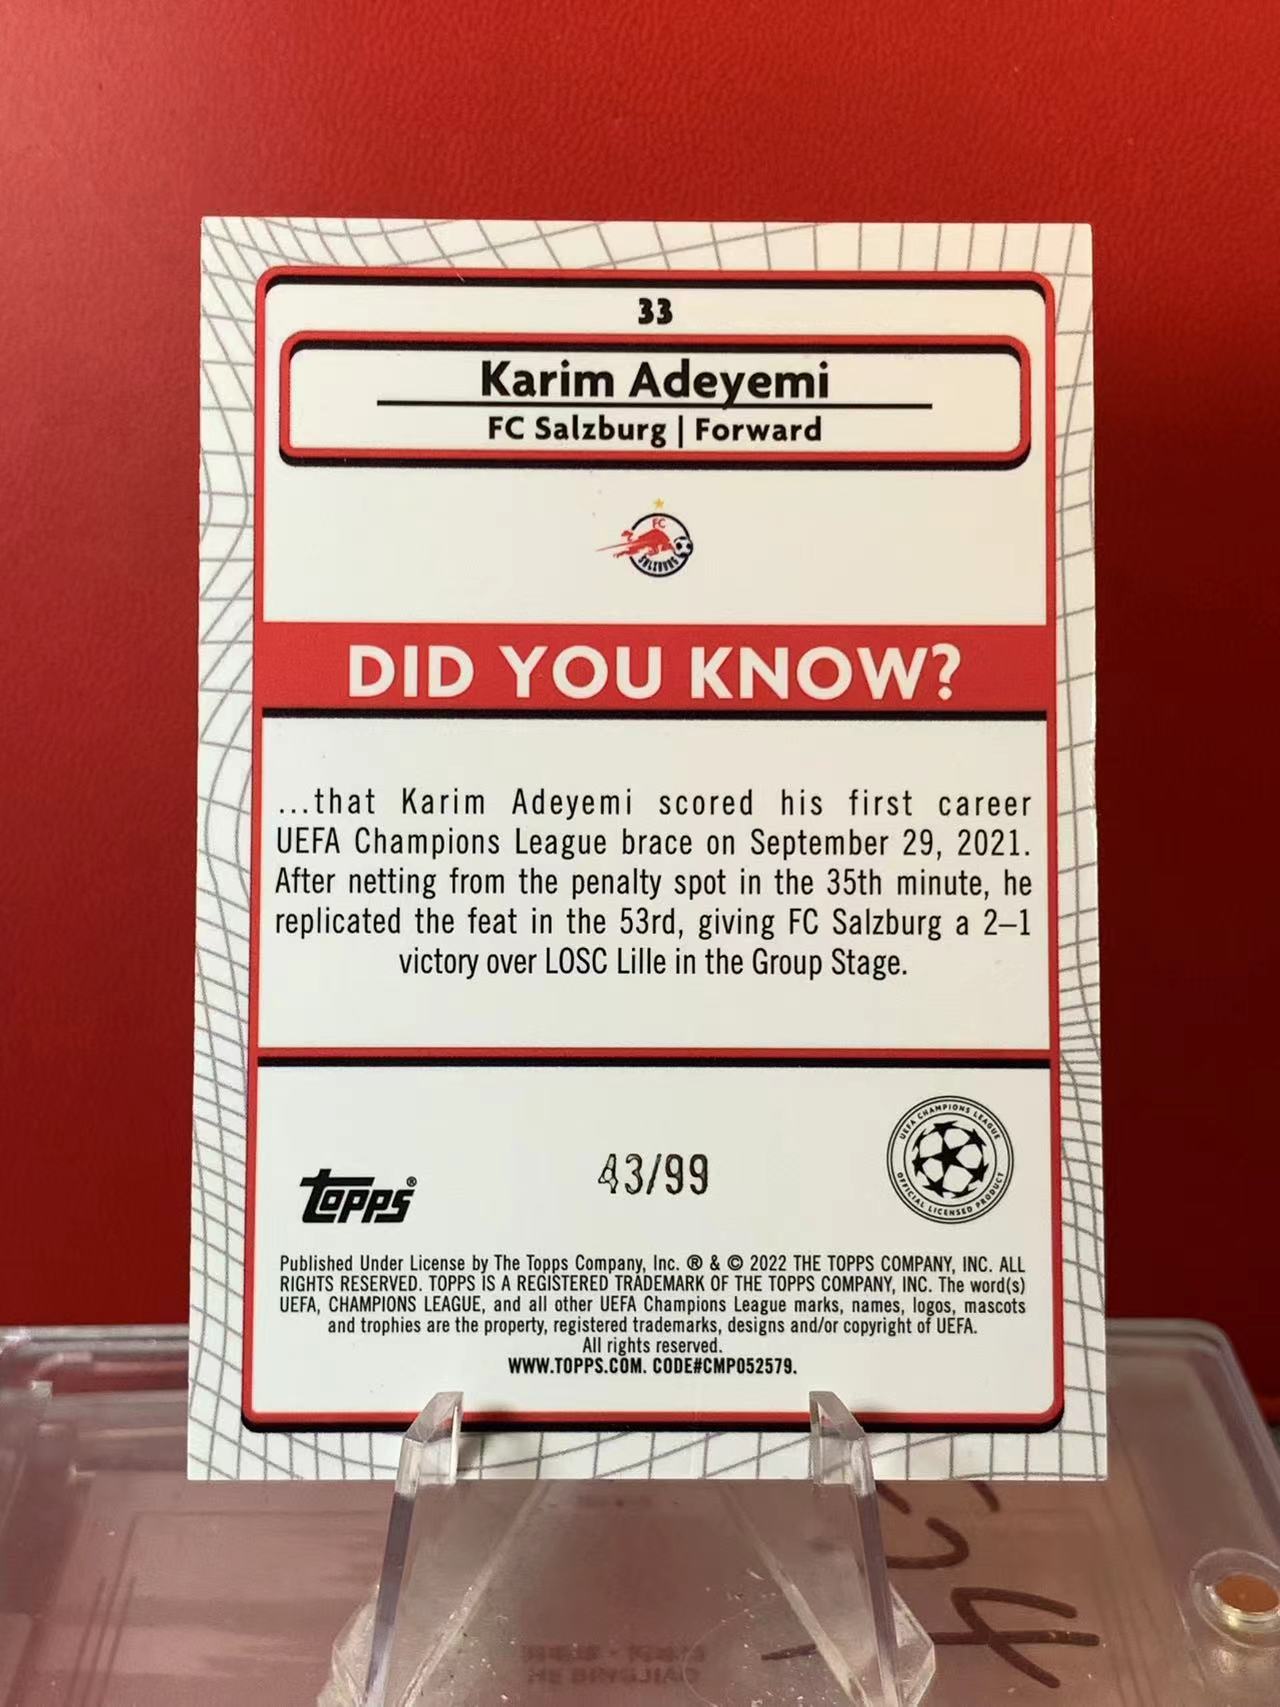 33
Karim Adeyemi
FC Salzburg | Forward
FC
SALZBURG
DID YOU KNOW?
...that Karim Adeyemi scored his first career
UEFA Champions League brace on September 29, 2021.
After netting from the penalty spot in the 35th minute, he
replicated the feat in the 53rd, giving FC Salzburg a 2–1
victory over LOSC Lille in the Group Stage.
topps®
43/99
UEFA CHAMPIONS LEAGUE
OFFICIAL LICENSED PRODUCT
Published Under License by The Topps Company, Inc. ® & © 2022 THE TOPPS COMPANY, INC. ALL
RIGHTS RESERVED. TOPPS IS A REGISTERED TRADEMARK OF THE TOPPS COMPANY, INC. The word(s)
UEFA, CHAMPIONS LEAGUE, and all other UEFA Champions League marks, names, logos, mascots
and trophies are the property, registered trademarks, designs and/or copyright of UEFA.
All rights reserved.
WWW.TOPPS.COM. CODE#CMP052579.